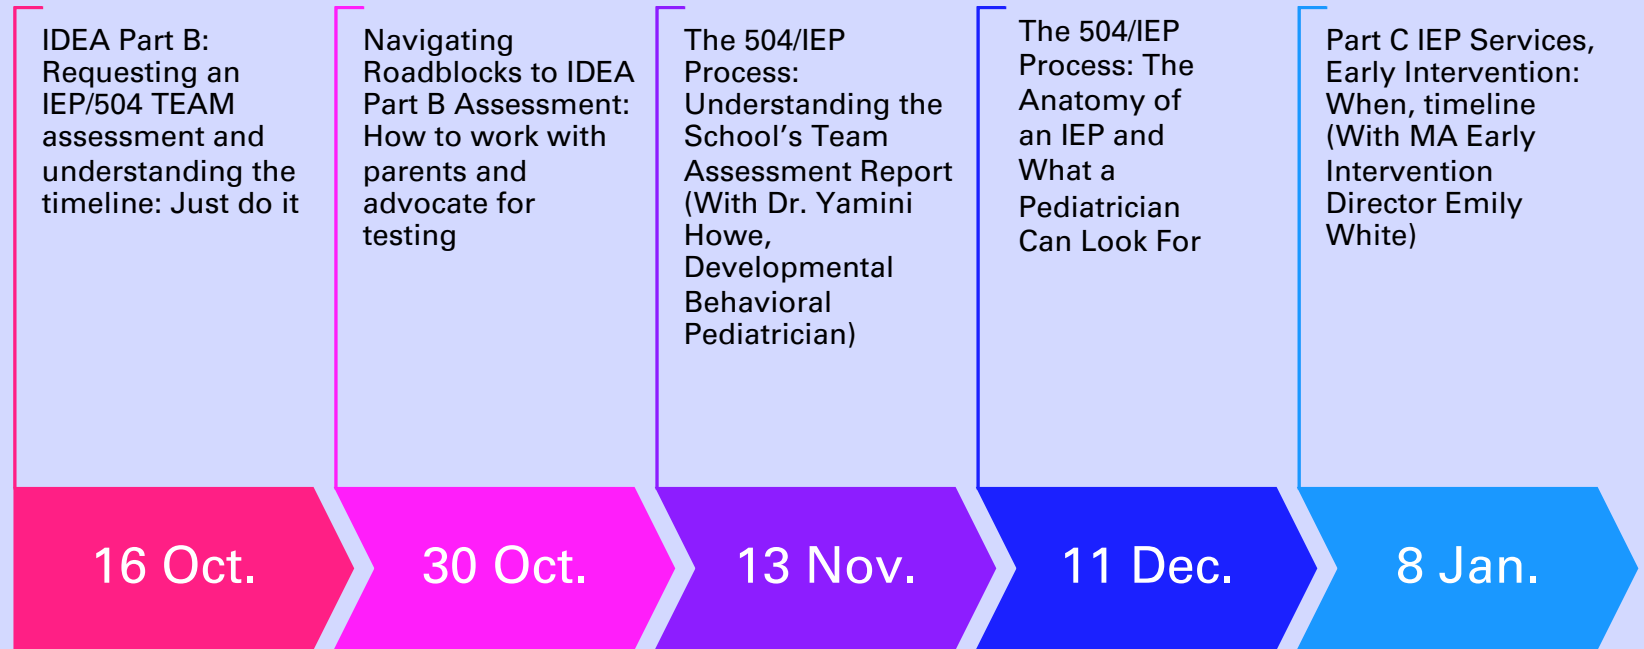 IDEA Part B:
Requesting an
IEP/504 TEAM
assessment and
understanding the
timeline: Just do it
Navigating
Roadblocks to IDEA
Part B Assessment:
How to work with
parents and
advocate for
testing
The 504/IEP
Process:
Understanding the
School’s Team
Assessment Report
(With Dr. Yamini
Howe,
Developmental
Behavioral
Pediatrician)
The 504/IEP
Process: The
Anatomy of
an IEP and
What a
Pediatrician
Can Look For
Part C IEP Services,
Early Intervention:
When, timeline
(With MA Early
Intervention
Director Emily
White)
16 Oct.
30 Oct.
13 Nov.
11 Dec.
8 Jan.